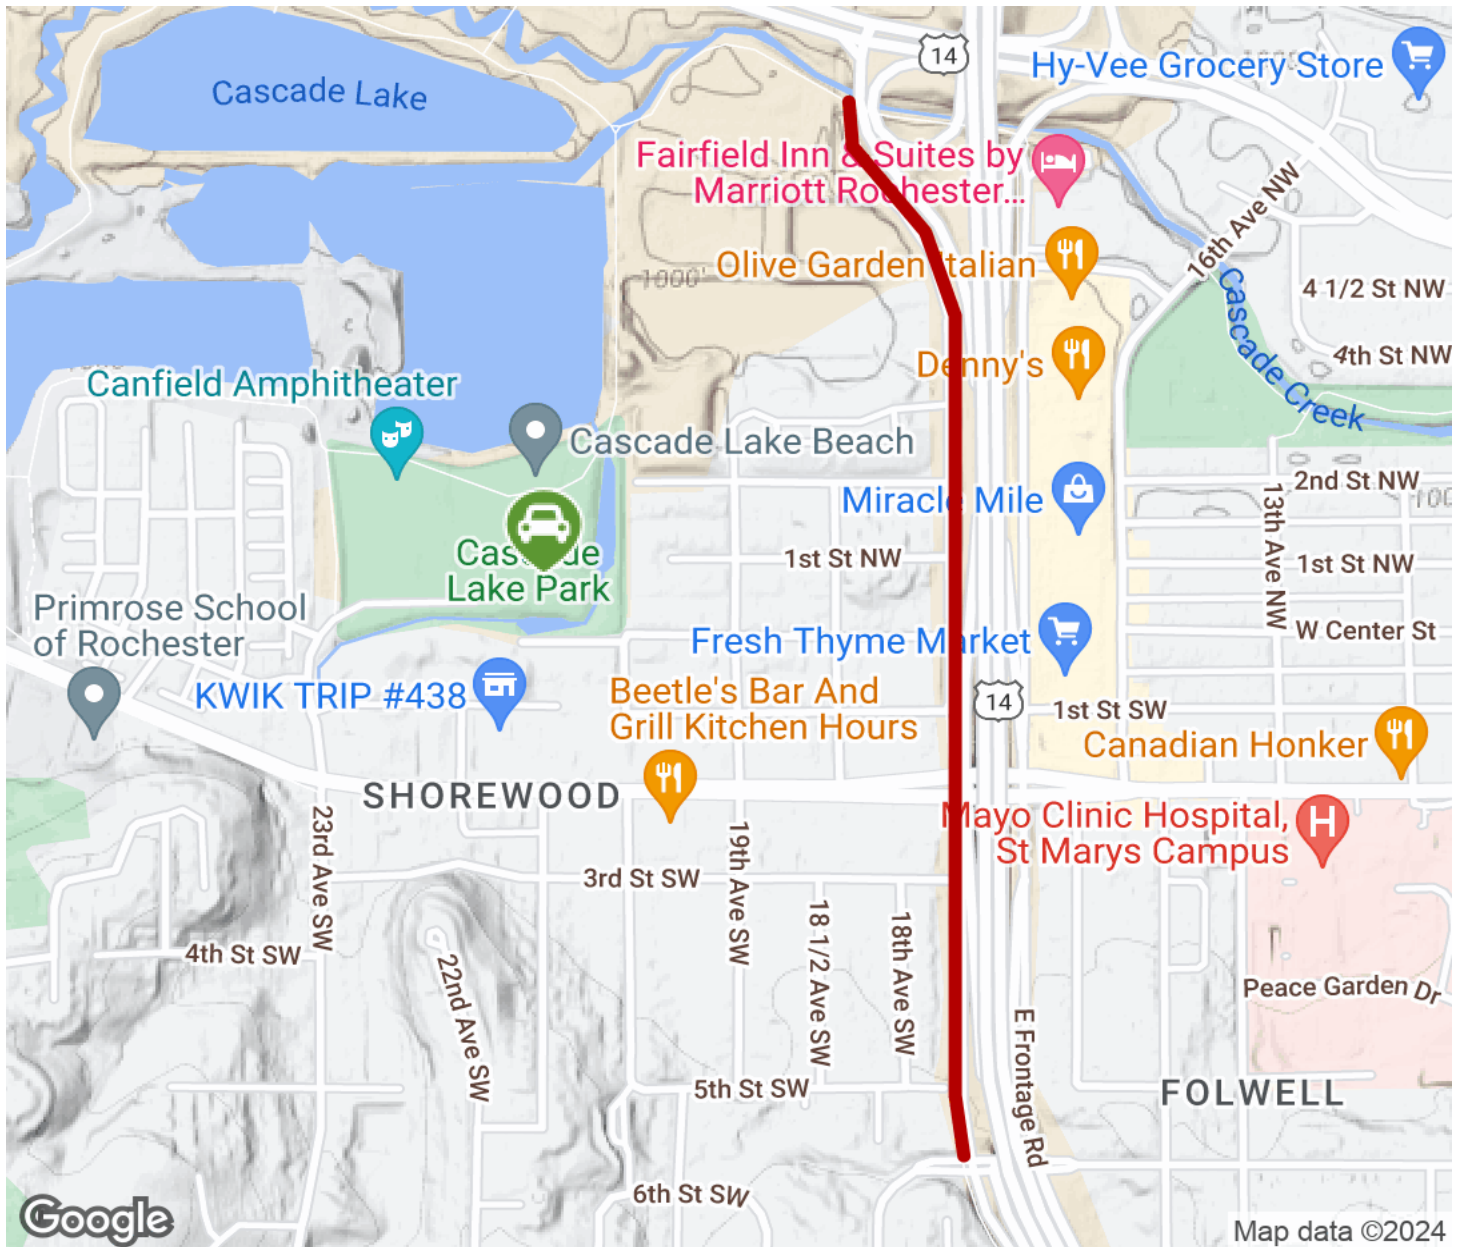 14
Hy-Vee Grocery Store
Cascade Lake
Fairfield Inn & Suites by
Marriott Rochester...
16th Ave NW
Olive Garden Italian
1000'
Cascade Creek
4 1/2 St NW
4th St NW
Denny's
Canfield Amphitheater
Cascade Lake Beach
2nd St NW
Miracle Mile
13th Ave NW
Cascade
Lake Park
1st St NW
1st St NW
Primrose School
of Rochester
Fresh Thyme Market
W Center St
KWIK TRIP #438
Beetle's Bar And
Grill Kitchen Hours
14
1st St SW
Canadian Honker
SHOREWOOD
Mayo Clinic Hospital,
St Marys Campus
H
23rd Ave SW
19th Ave SW
3rd St SW
18 1/2 Ave SW
18th Ave SW
4th St SW
22nd Ave SW
Peace Garden Dr
E Frontage Rd
5th St SW
FOLWELL
6th St SW
Google
Map data ©2024